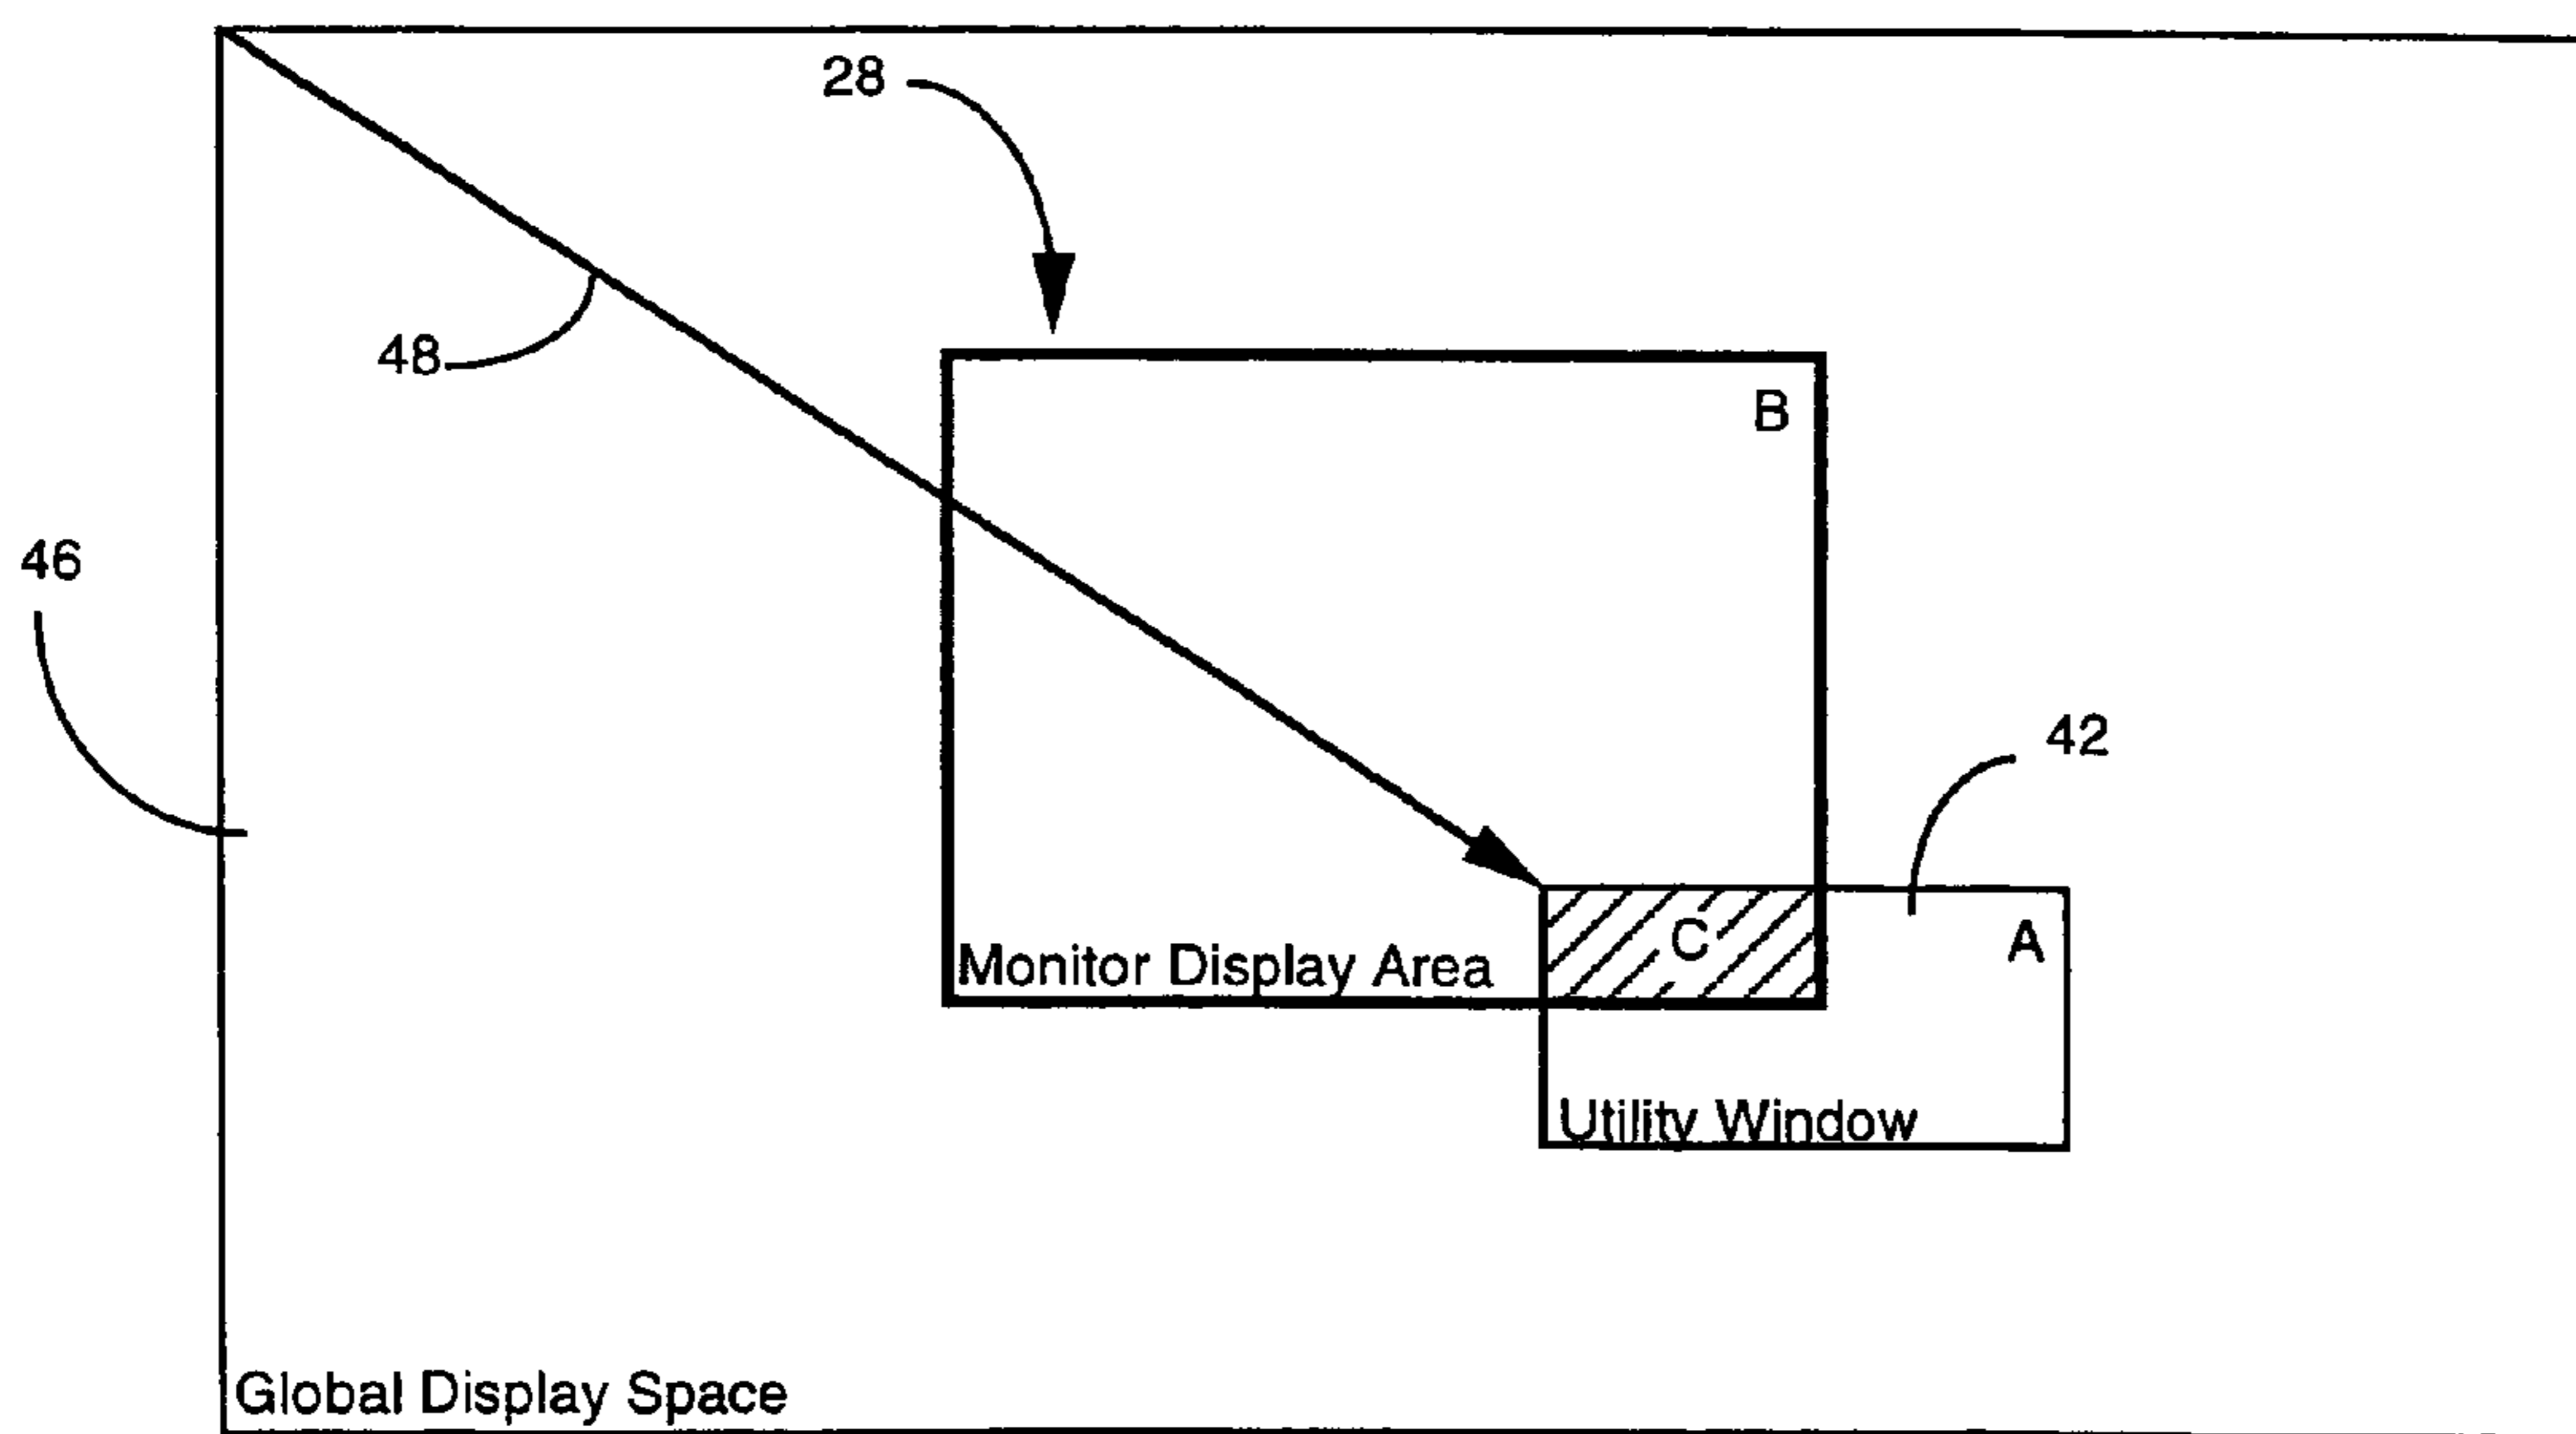 28
B
48
46
42
C
A
Monitor Display Area
Utility Window
Global Display Space